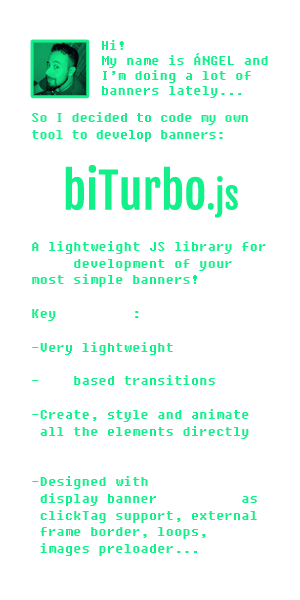 Hi!
My name is ÁNGEL and
I'm doing a lot of
banners lately...
So I decided to code my own
tool to develop banners:
biTurbo.js
A lightweight JS library for
development of your
most simple banners!
Key :
-Very lightweight
- based transitions
-Create, style and animate
all the elements directly
-Designed with
display banner as
clickTag support, external
frame border, loops,
images preloader...